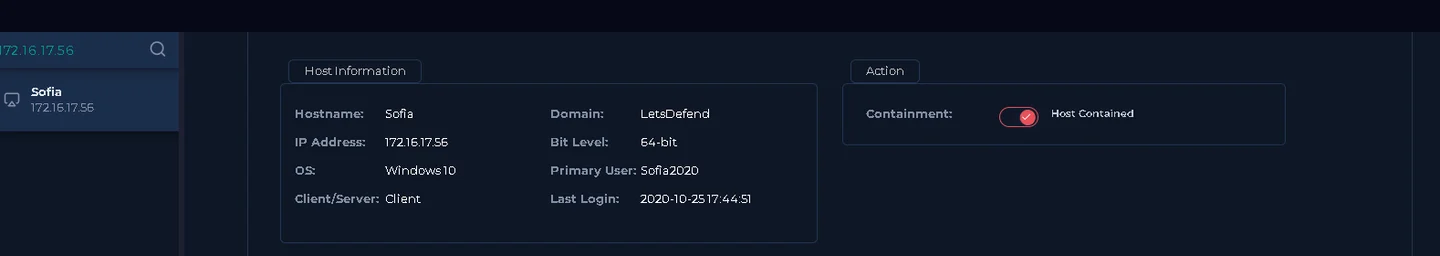 172.16.17.56
Sofia
172.16.17.56
Host Information
Hostname: Sofia Domain: LetsDefend
IP Address: 172.16.17.56 Bit Level: 64-bit
OS: Windows 10 Primary User: Sofia2020
Client/Server: Client Last Login: 2020-10-25 17:44:51
Action
Containment: Host Contained